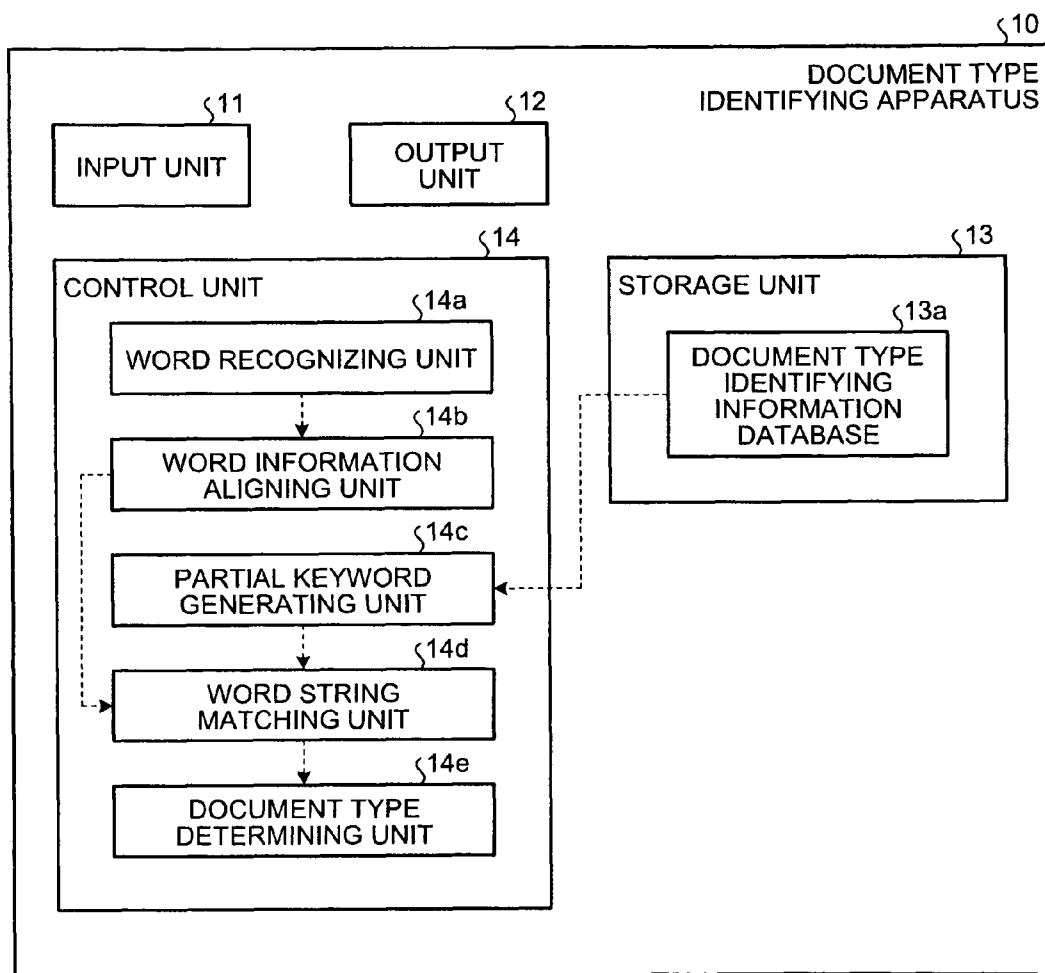 10
DOCUMENT TYPE
IDENTIFYING APPARATUS
11
INPUT UNIT
12
OUTPUT
UNIT
14
CONTROL UNIT
14a
WORD RECOGNIZING UNIT
14b
WORD INFORMATION
ALIGNING UNIT
14c
PARTIAL KEYWORD
GENERATING UNIT
14d
WORD STRING
MATCHING UNIT
14e
DOCUMENT TYPE
DETERMINING UNIT
13
STORAGE UNIT
13a
DOCUMENT TYPE
IDENTIFYING
INFORMATION
DATABASE